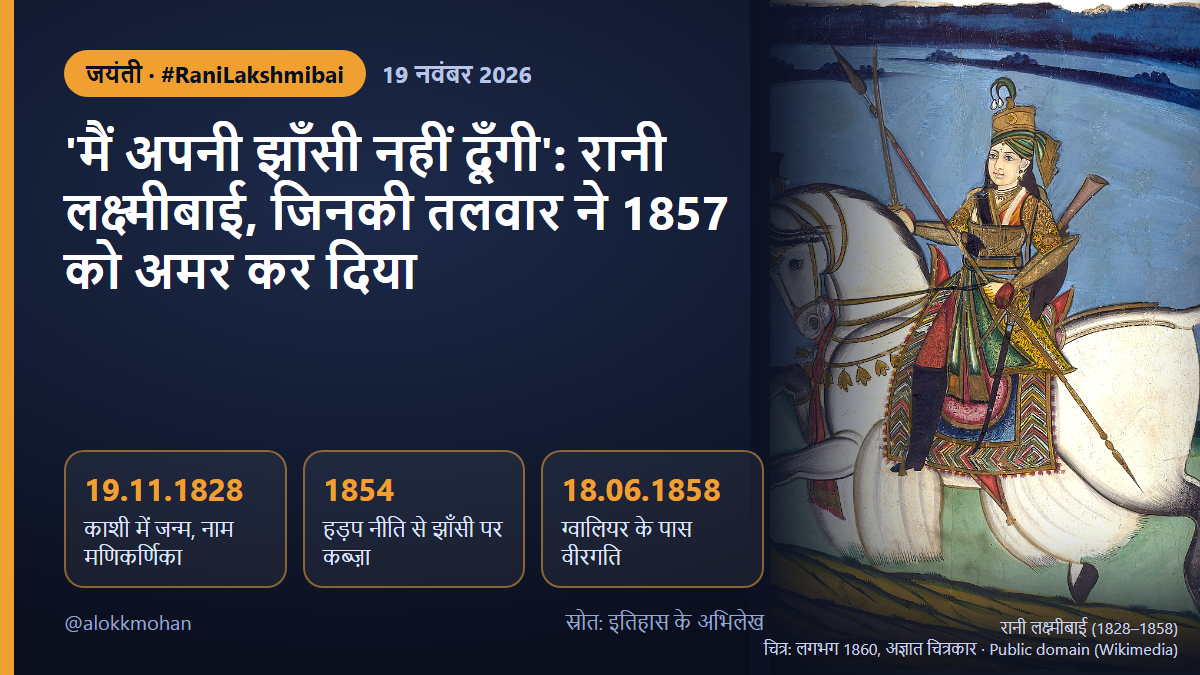 जयंती · #RaniLakshmibai 19 नवंबर 2026
'मैं अपनी झाँसी नहीं दूँगी': रानी
लक्ष्मीबाई, जिनकी तलवार ने 1857
को अमर कर दिया
19.11.1828
काशी में जन्म, नाम
मणिकर्णिका
1854
हड़प नीति से झाँसी पर
कब्ज़ा
18.06.1858
ग्वालियर के पास
वीरगति
@alokkmohan
स्रोत: इतिहास के अभिलेख
रानी लक्ष्मीबाई (1828–1858)
चित्र: लगभग 1860, अज्ञात चित्रकार · Public domain (Wikimedia)